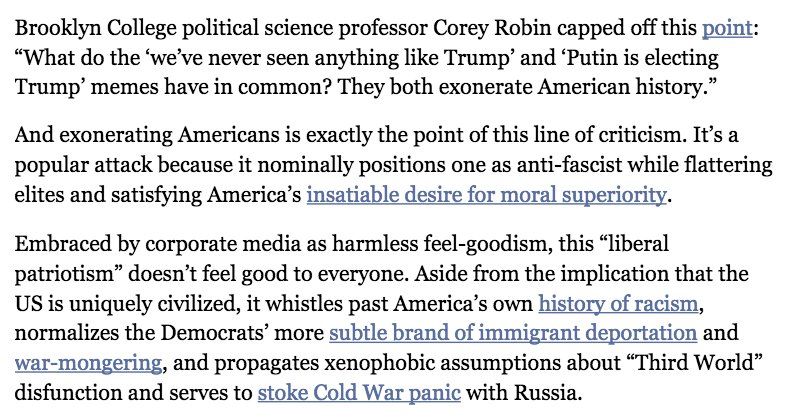 Brooklyn College political science professor Corey Robin capped off this point:
“What do the ‘we’ve never seen anything like Trump’ and ‘Putin is electing
Trump’ memes have in common? They both exonerate American history.”
And exonerating Americans is exactly the point of this line of criticism. It’s a
popular attack because it nominally positions one as anti-fascist while flattering
elites and satisfying America’s insatiable desire for moral superiority.
Embraced by corporate media as harmless feel-goodism, this “liberal
patriotism” doesn’t feel good to everyone. Aside from the implication that the
US is uniquely civilized, it whistles past America’s own history of racism,
normalizes the Democrats’ more subtle brand of immigrant deportation and
war-mongering, and propagates xenophobic assumptions about “Third World”
disfunction and serves to stoke Cold War panic with Russia.